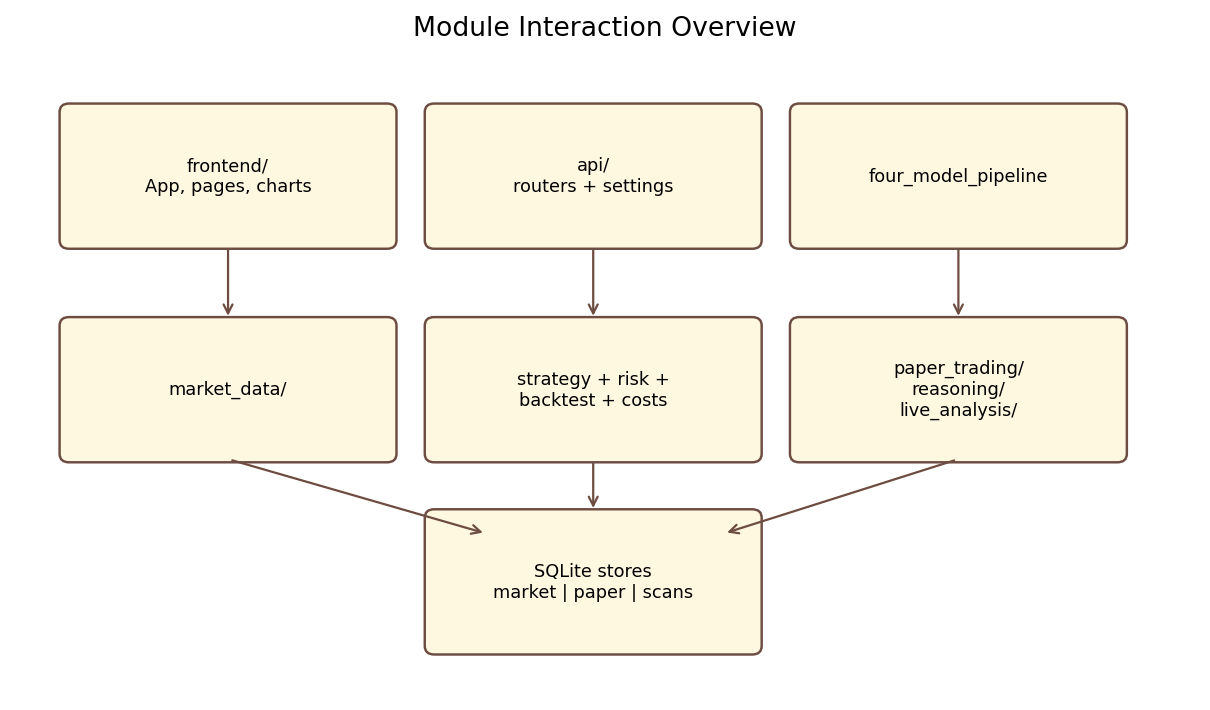 Module Interaction Overview
frontend/
App, pages, charts
api/
routers + settings
four_model_pipeline
market_data/
strategy + risk +
backtest + costs
paper_trading/
reasoning/
live_analysis/
SQLite stores
market | paper | scans